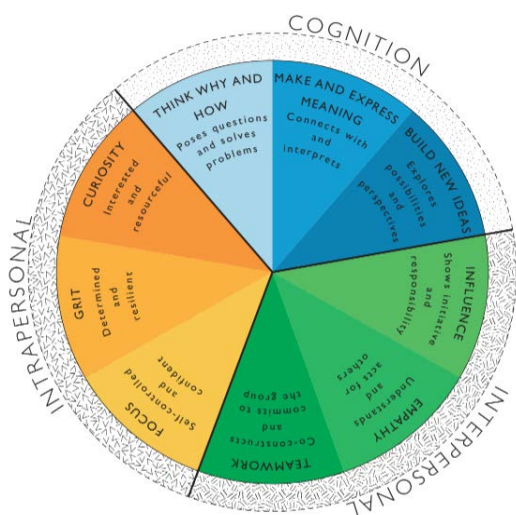 COGNITION
THINK WHY AND
HOW
Poses questions
and solves
problems
MAKE AND EXPRESS
MEANING
Connects with
and
interprets
BUILD NEW IDEAS
Explores
possibilities
and
perspectives
INTERPERSONAL
INFLUENCE
Shows initiative
and
responsibility
EMPATHY
Understands
and
acts for
others
TEAMWORK
Co-constructs
and
commits to
the group
INTRAPERSONAL
FOCUS
Self-controlled
and
confident
GRIT
Determined
and
resilient
CURIOSITY
Interested
and
resourceful